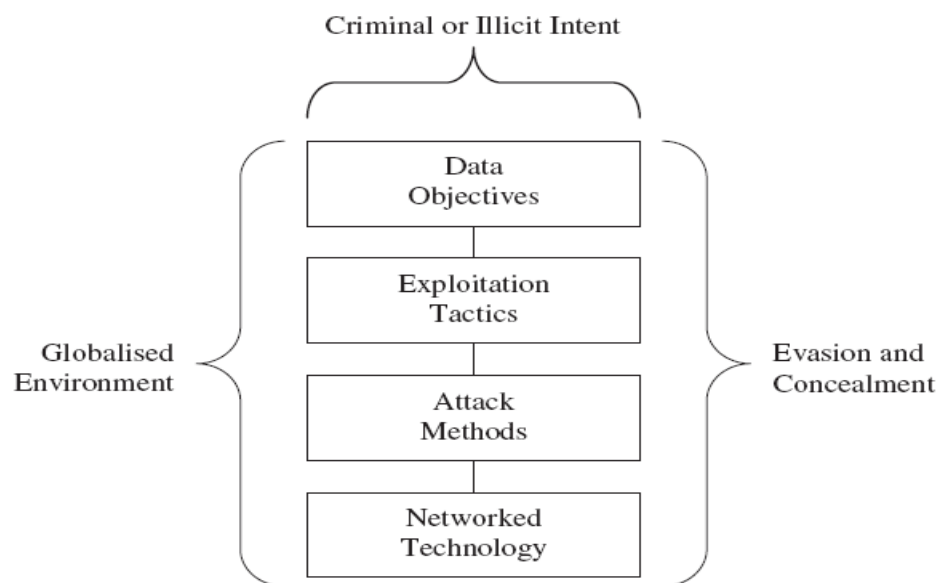 Criminal or Illicit Intent
Data
Objectives
Exploitation
Tactics
Globalised
Environment
Evasion and
Concealment
Attack
Methods
Networked
Technology